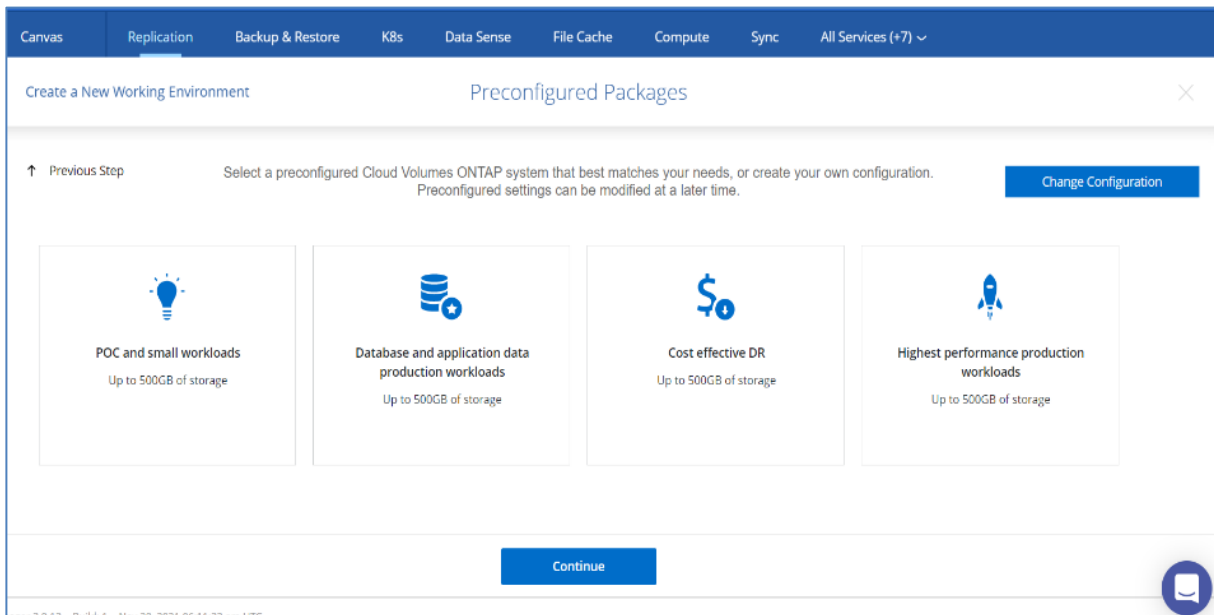 Canvas Replication Backup & Restore K8s Data Sense File Cache Compute Sync All Services (+7)
Create a New Working Environment Preconfigured Packages
↑ Previous Step
Select a preconfigured Cloud Volumes ONTAP system that best matches your needs, or create your own configuration.
Preconfigured settings can be modified at a later time.
Change Configuration
POC and small workloads
Up to 500GB of storage
Database and application data
production workloads
Up to 500GB of storage
Cost effective DR
Up to 500GB of storage
Highest performance production
workloads
Up to 500GB of storage
Continue